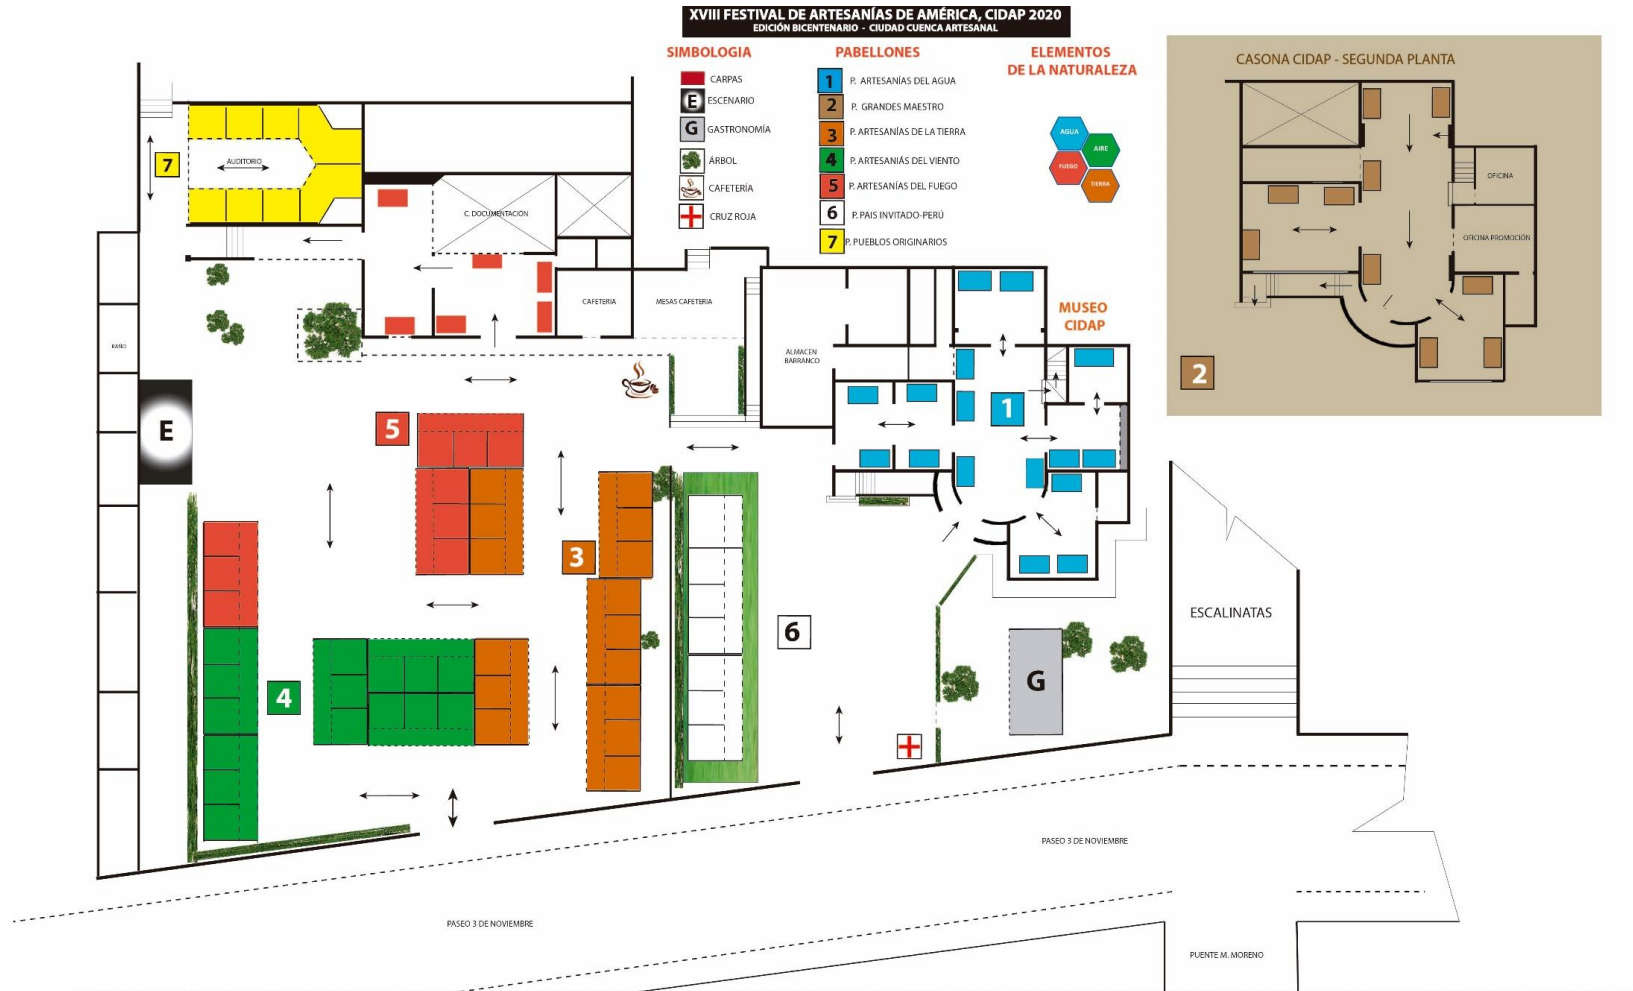 XVIII FESTIVAL DE ARTESANÍAS DE AMÉRICA, CIDAP 2020
EDICIÓN BICENTENARIO - CIUDAD CUENCA ARTESANAL
SIMBOLOGIA
CARPAS
E ESCENARIO
G GASTRONOMÍA
ÁRBOL
CAFETERÍA
CRUZ ROJA
PABELLONES
1 P. ARTESANÍAS DEL AGUA
2 P. GRANDES MAESTRO
3 P. ARTESANÍAS DE LA TIERRA
4 P. ARTESANIÁS DEL VIENTO
5 P. ARTESANÍAS DEL FUEGO
6 P. PAIS INVITADO-PERÚ
7 P. PUEBLOS ORIGINARIOS
ELEMENTOS
DE LA NATURALEZA
AGUA
AIRE
FUEGO
TIERRA
CASONA CIDAP - SEGUNDA PLANTA
OFICINA
OFICINA PROMOCIÓN
2
7
AUDITORIO
C. DOCUMENTACIÓN
CAFETERIA
MESAS CAFETERIA
MUSEO
CIDAP
BAÑO
ALMACEN
BARRANCO
1
E
5
3
6
4
G
ESCALINATAS
PASEO 3 DE NOVIEMBRE
PASEO 3 DE NOVIEMBRE
PUENTE M. MORENO